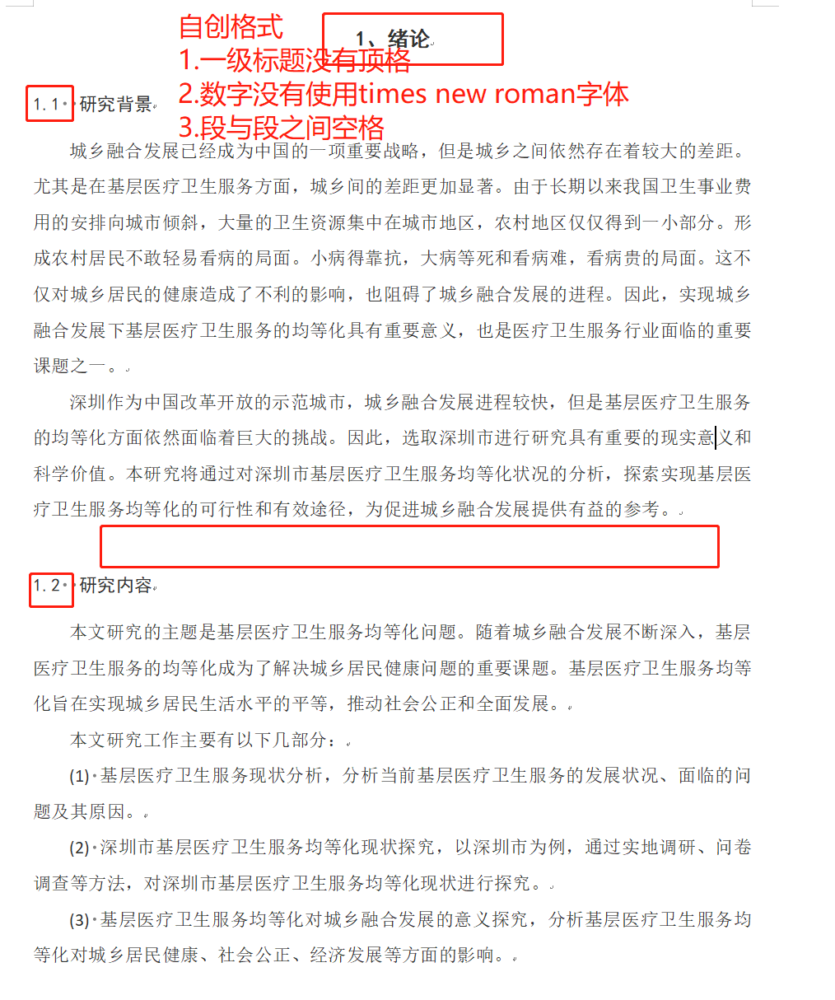 自创格式
1、绪论
1.一级标题没有顶格
2.数字没有使用times new roman字体
1.1 研究背景
3.段与段之间空格
城乡融合发展已经成为中国的一项重要战略，但是城乡之间依然存在着较大的差距。
尤其是在基层医疗卫生服务方面，城乡间的差距更加显著。由于长期以来我国卫生事业费
用的安排向城市倾斜，大量的卫生资源集中在城市地区，农村地区仅仅得到一小部分。形
成农村居民不敢轻易看病的局面。小病得靠抗，大病等死和看病难，看病贵的局面。这不
仅对城乡居民的健康造成了不利的影响，也阻碍了城乡融合发展的进程。因此，实现城乡
融合发展下基层医疗卫生服务的均等化具有重要意义，也是医疗卫生服务行业面临的重要
课题之一。
深圳作为中国改革开放的示范城市，城乡融合发展进程较快，但是基层医疗卫生服务
的均等化方面依然面临着巨大的挑战。因此，选取深圳市进行研究具有重要的现实意义和
科学价值。本研究将通过对深圳市基层医疗卫生服务均等化状况的分析，探索实现基层医
疗卫生服务均等化的可行性和有效途径，为促进城乡融合发展提供有益的参考。
1.2 研究内容
本文研究的主题是基层医疗卫生服务均等化问题。随着城乡融合发展不断深入，基层
医疗卫生服务的均等化成为了解决城乡居民健康问题的重要课题。基层医疗卫生服务均等
化旨在实现城乡居民生活水平的平等，推动社会公正和全面发展。
本文研究工作主要有以下几部分：
(1) 基层医疗卫生服务现状分析，分析当前基层医疗卫生服务的发展状况、面临的问
题及其原因。
(2) 深圳市基层医疗卫生服务均等化现状探究，以深圳市为例，通过实地调研、问卷
调查等方法，对深圳市基层医疗卫生服务均等化现状进行探究。
(3) 基层医疗卫生服务均等化对城乡融合发展的意义探究，分析基层医疗卫生服务均
等化对城乡居民健康、社会公正、经济发展等方面的影响。